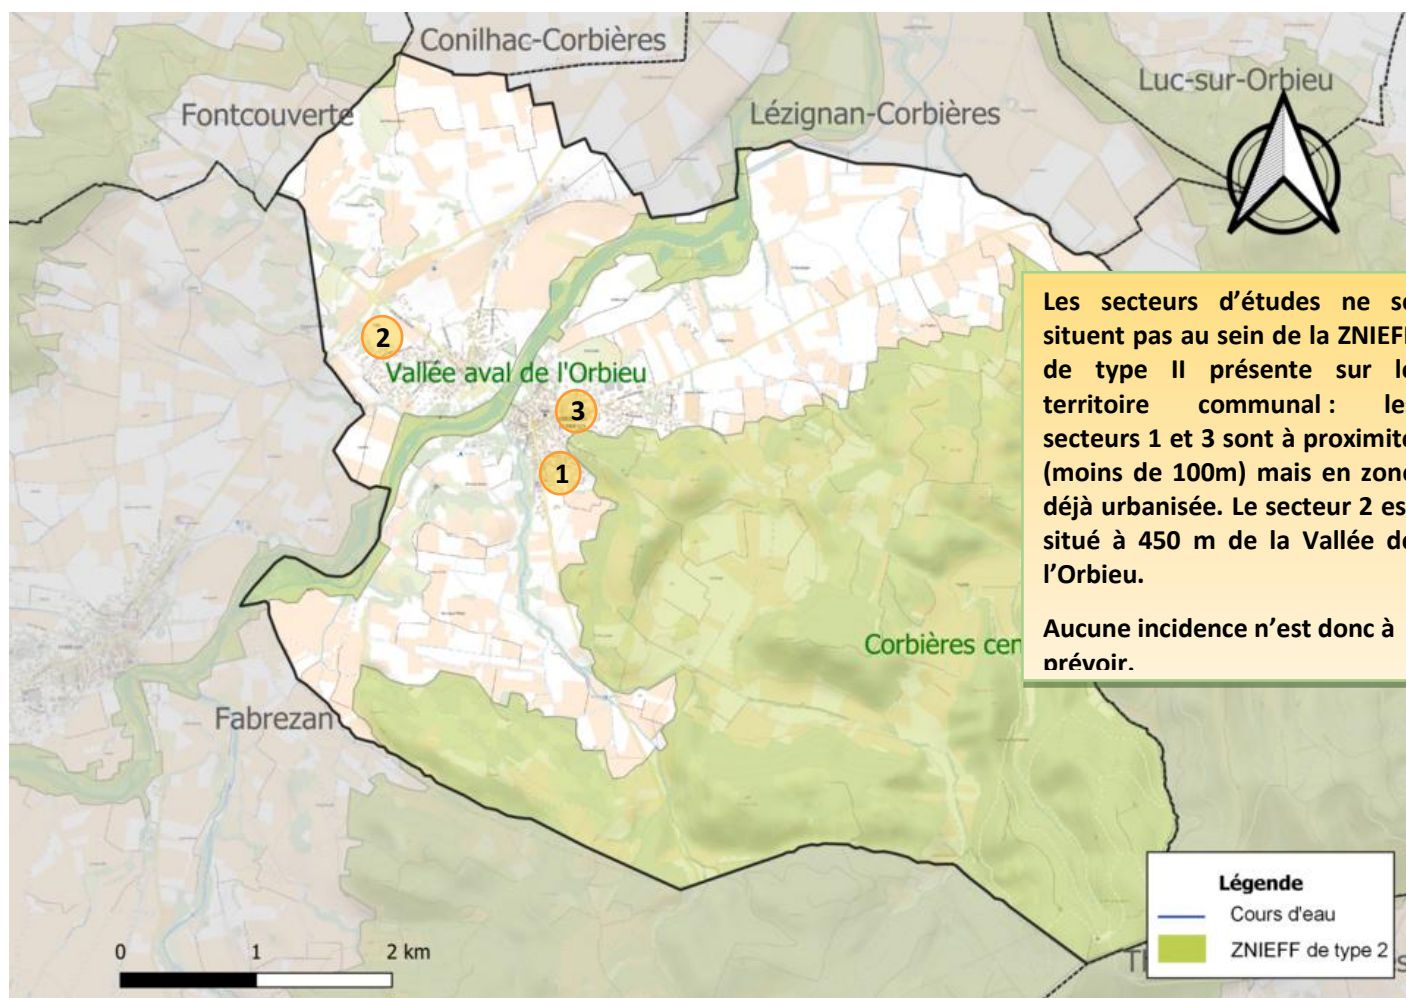 Conilhac-Corbières
Luc-sur-Orbieu
Fontcouverte
Lézignan-Corbières
Les secteurs d'études ne se
situent pas au sein de la ZNIEFF
de type II présente sur le
territoire communal : les
secteurs 1 et 3 sont à proximité
(moins de 100m) mais en zone
déjà urbanisée. Le secteur 2 est
situé à 450 m de la Vallée de
l'Orbieu.
Aucune incidence n'est donc à
prévoir.
2
Vallée aval de l'Orbieu
3
1
Corbières cen
Fabrezan
Légende
Cours d'eau
ZNIEFF de type 2
0 1 2 km